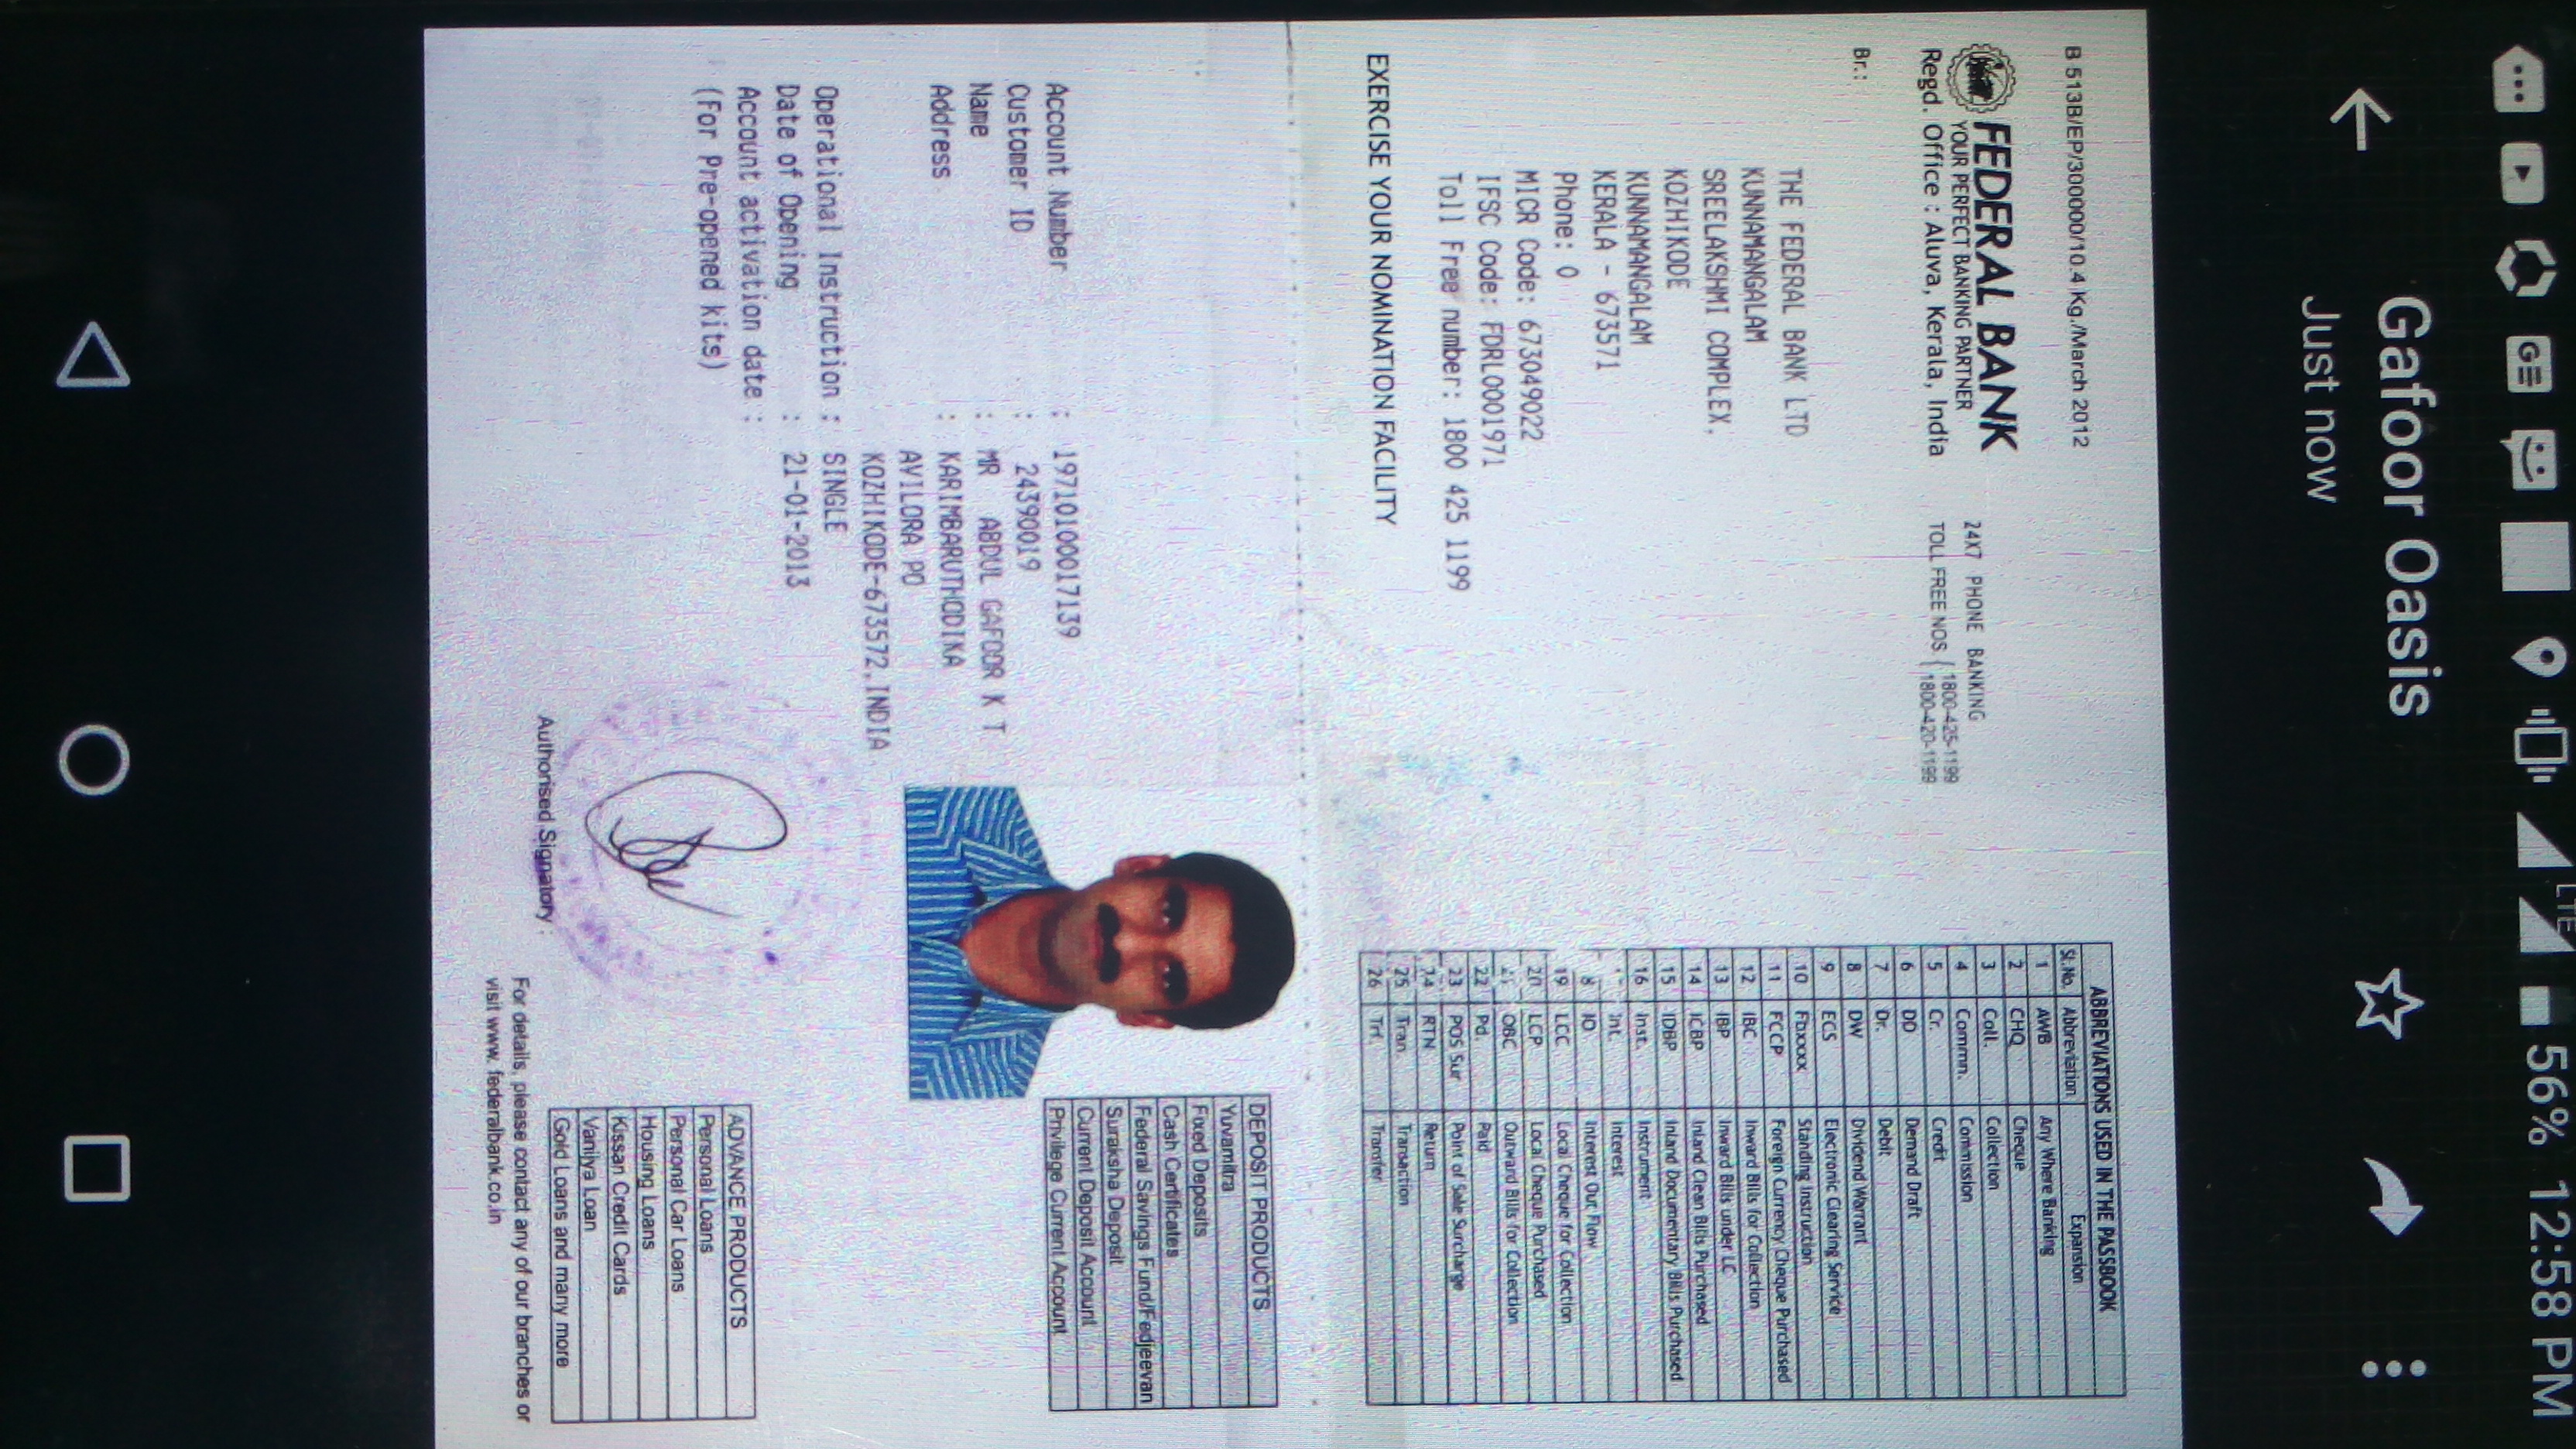 56% 12:58 PM
LTE
Gafoor Oasis
Just now
B 513B/EP/300000/10.4 Kg./March 2012
FEDERAL BANK
YOUR PERFECT BANKING PARTNER
Regd. Office : Aluva, Kerala, India
24X7 PHONE BANKING
TOLL FREE NOS { 1800-425-1199
1800-420-1199
Br.:
THE FEDERAL BANK LTD
KUNNAMANGALAM
SREELAKSHMI COMPLEX,
KOZHIKODE
KUNNAMANGALAM
KERALA - 673571
Phone: 0
MICR Code: 673049022
IFSC Code: FDRL0001971
Toll Free number: 1800 425 1199
EXERCISE YOUR NOMINATION FACILITY
ABBREVIATIONS USED IN THE PASSBOOK
Sl.No. Abbreviation Expansion
1 AWB Any Where Banking
2 CHQ Cheque
3 Coll. Collection
4 Commn. Commission
5 Cr. Credit
6 DD Demand Draft
7 Dr. Debit
8 DW Dividend Warrant
9 ECS Electronic Clearing Service
10 Fbxxxx Standing Instruction
11 FCCP Foreign Currency Cheque Purchased
12 IBC Inward Bills for Collection
13 IBP Inward Bills under LC
14 ICBP Inland Clean Bills Purchased
15 IDBP Inland Documentary Bills Purchased
16 Inst. Instrument
Int. Interest
IO Interest Out Flow
19 LCC Local Cheque for Collection
20 LCP Local Cheque Purchased
OBC Outward Bills for Collection
22 Pd. Paid
23 POS Sur Point of Sale Surcharge
24 RTN Return
25 Tran. Transaction
26 Trf. Transfer
Account Number : 19710100017139
Customer ID : 24390019
Name : MR ABDUL GAFOOR K T
Address : KARIMBARUTHODIKA
AVILORA PO
KOZHIKODE-673572, INDIA
Operational Instruction : SINGLE
Date of Opening : 21-01-2013
Account activation date :
(For Pre-opened kits)
Authorised Signatory :
DEPOSIT PRODUCTS
Yuvamitra
Fixed Deposits
Cash Certificates
Federal Savings Fund/Fedjeevan
Suraksha Deposit
Current Deposit Account
Privilege Current Account
ADVANCE PRODUCTS
Personal Loans
Personal Car Loans
Housing Loans
Kissan Credit Cards
Vanijya Loan
Gold Loans and many more
For details, please contact any of our branches or
visit www. federalbank.co.in